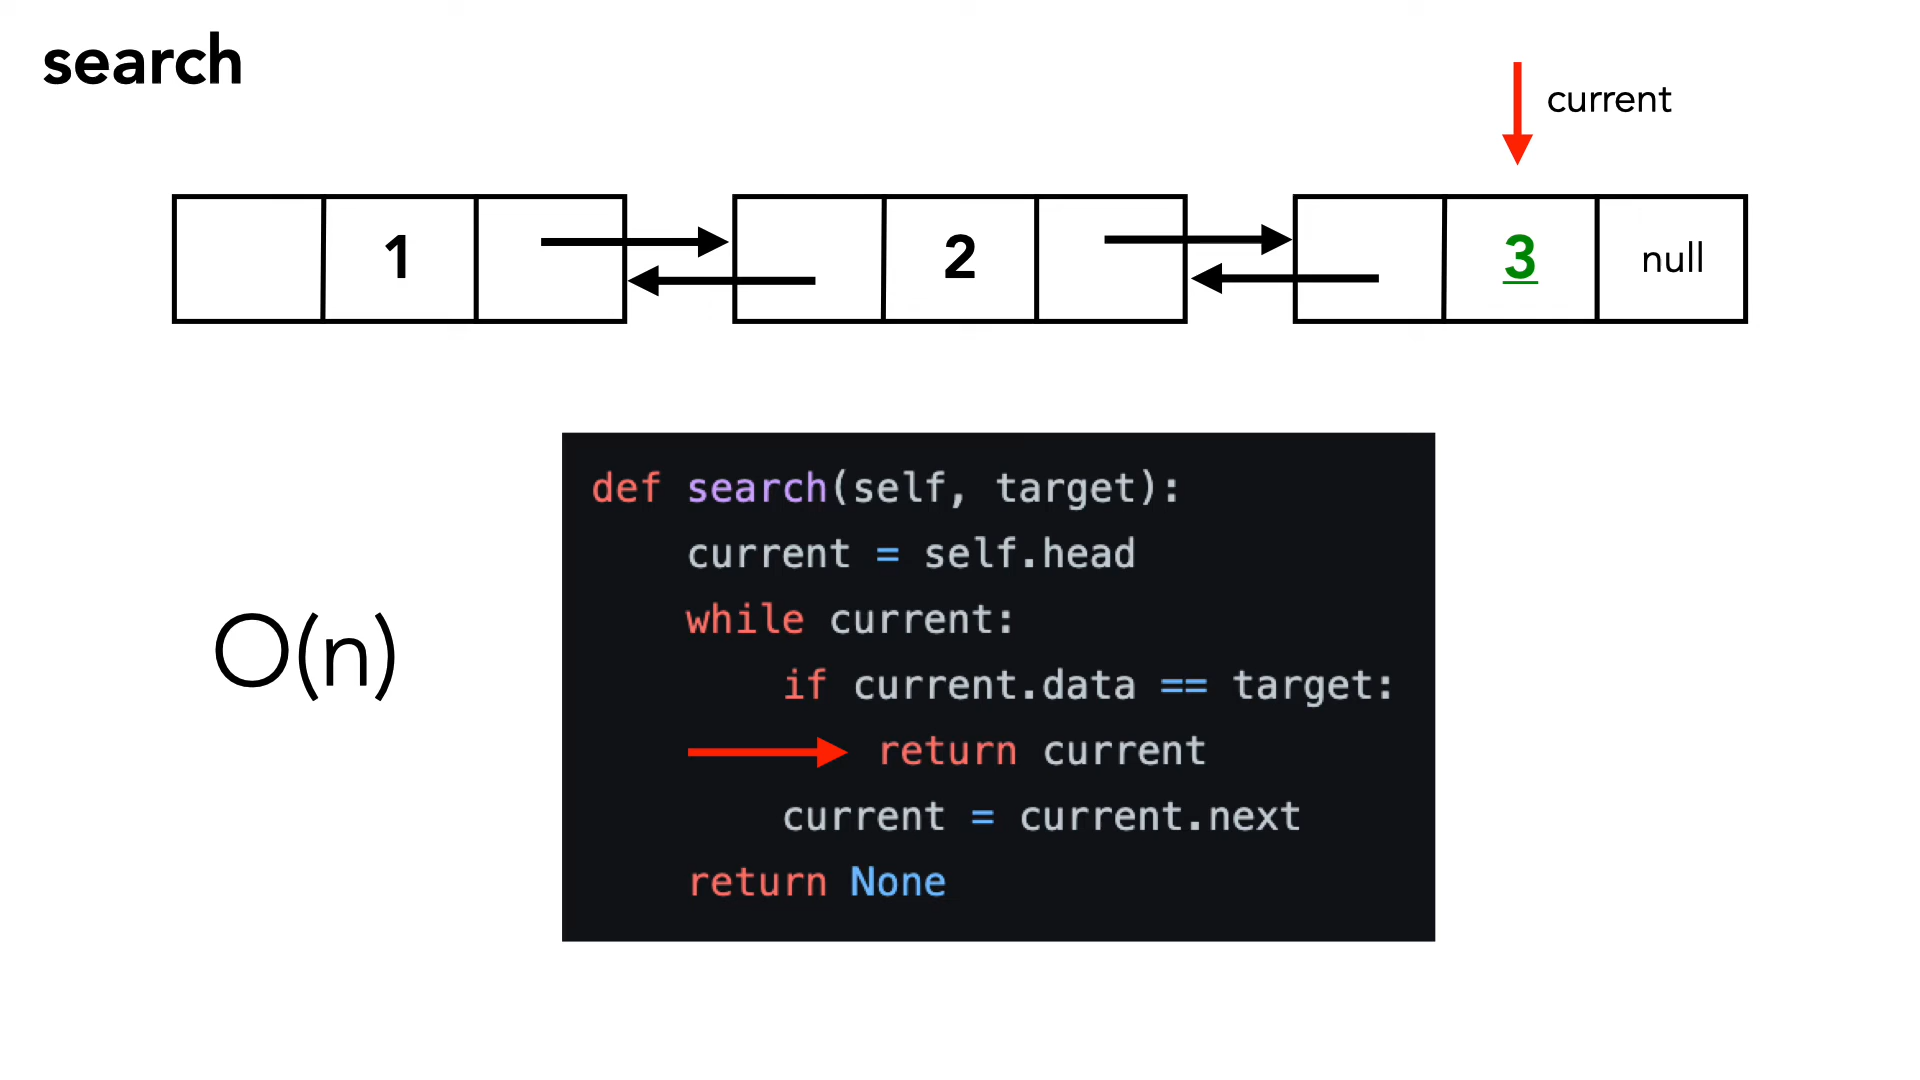 search
current
1 2 3 null
def search(self, target):
    current = self.head
    while current:
        if current.data == target:
            return current
        current = current.next
    return None
O(n)